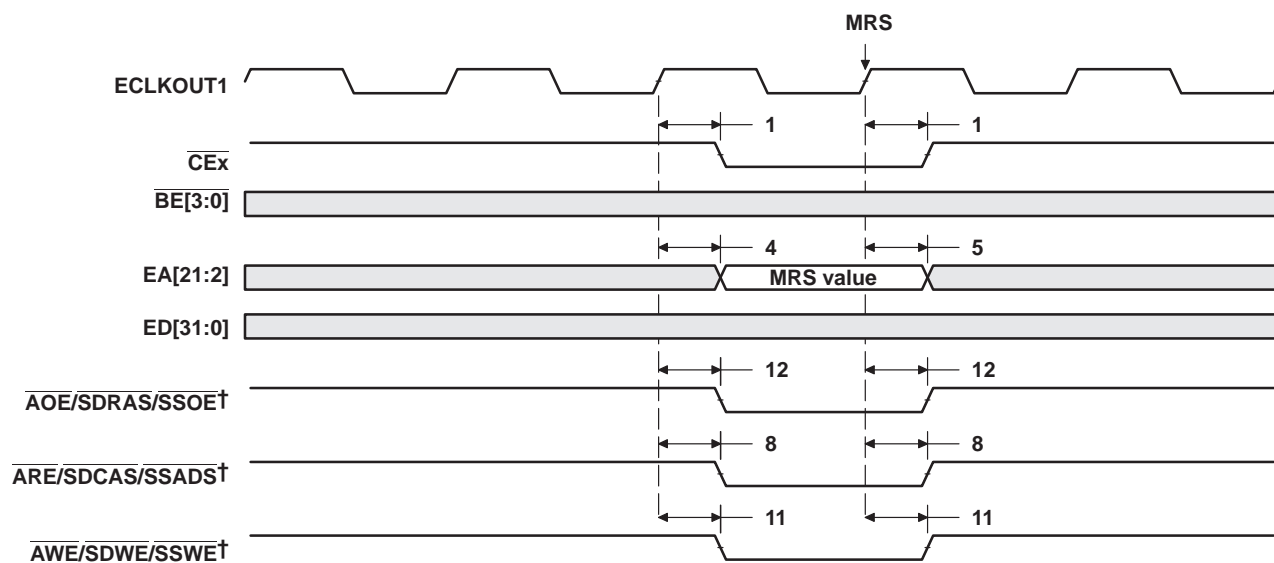 MRS
ECLKOUT1
1 1
CEx
BE[3:0]
4 5
EA[21:2] MRS value
ED[31:0]
12 12
AOE/SDRAS/SSOE†
8 8
ARE/SDCAS/SSADS†
11 11
AWE/SDWE/SSWE†